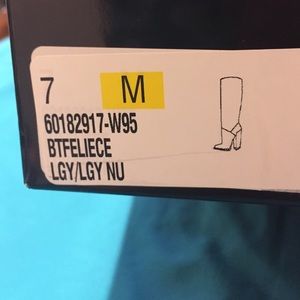 7 M
60182917-W95
BTFELIECE
LGY/LGY NU